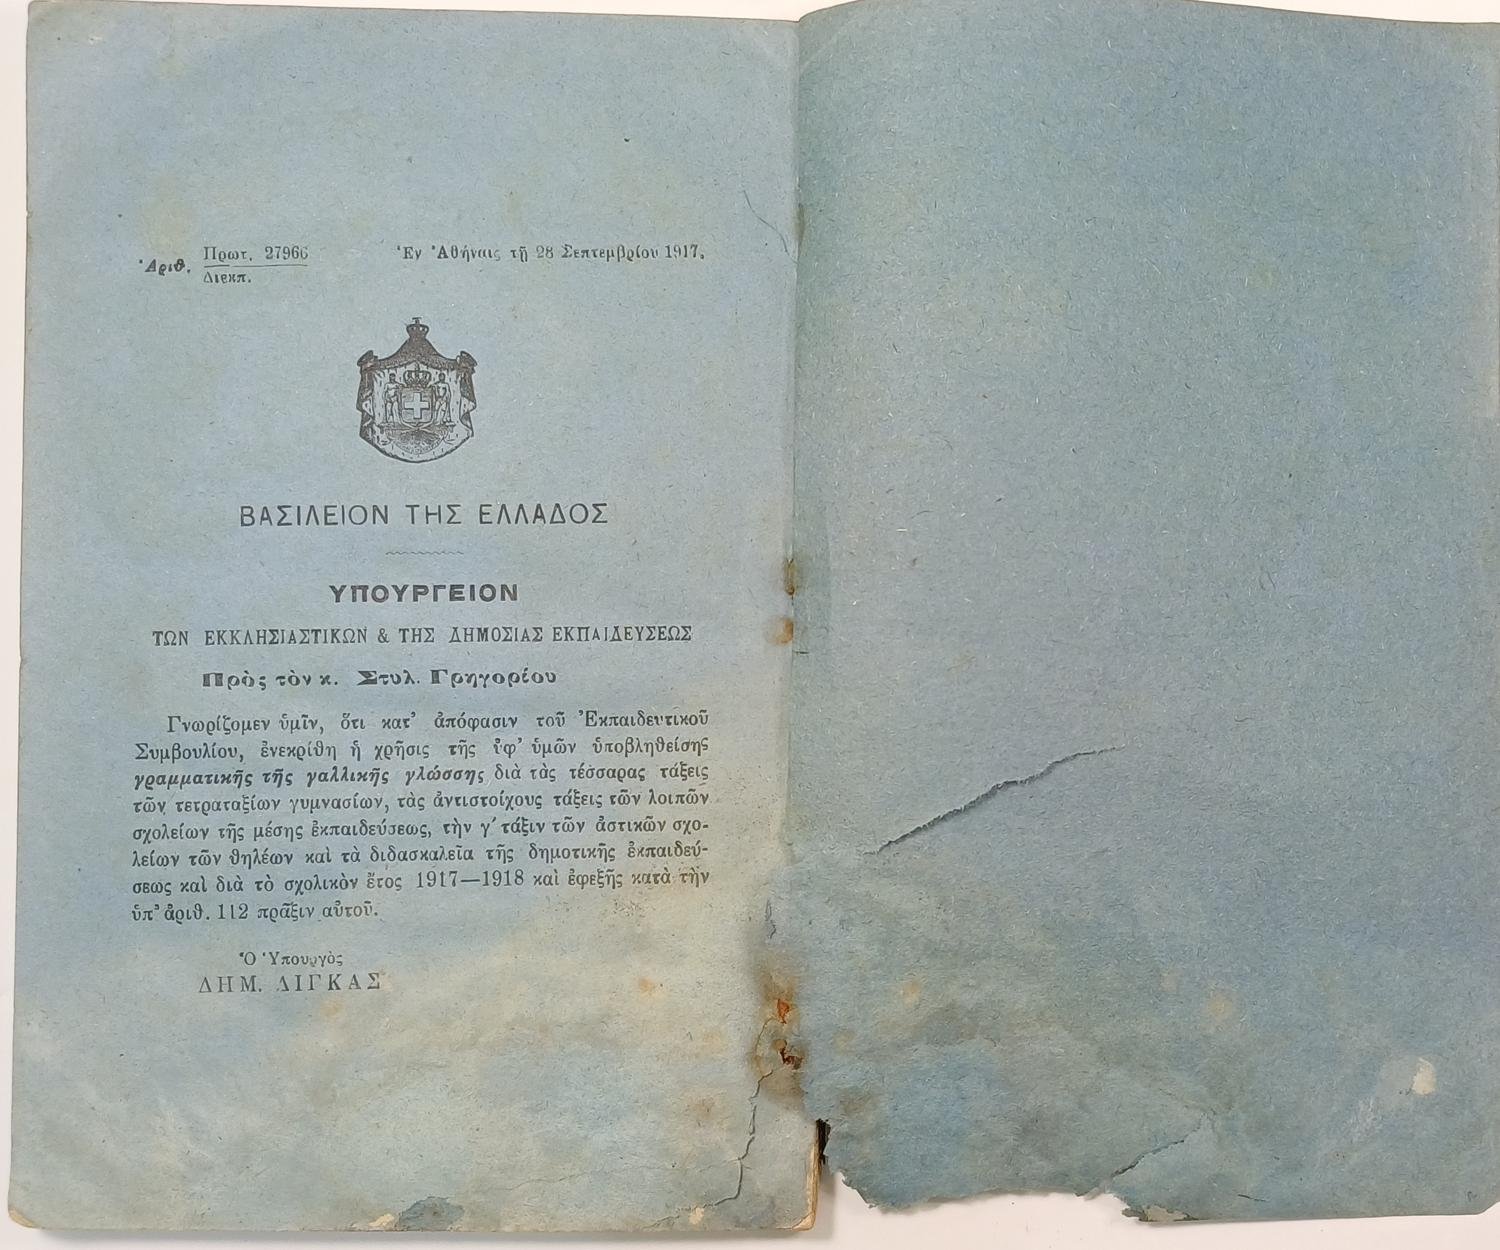 Ἀριθ. Πρωτ. 27966
Διεκπ.
Ἐν Ἀθήναις τῇ 28 Σεπτεμβρίου 1917.
ΒΑΣΙΛΕΙΟΝ ΤΗΣ ΕΛΛΑΔΟΣ
ΥΠΟΥΡΓΕΙΟΝ
ΤΩΝ ΕΚΚΛΗΣΙΑΣΤΙΚΩΝ & ΤΗΣ ΔΗΜΟΣΙΑΣ ΕΚΠΑΙΔΕΥΣΕΩΣ
Πρὸς τὸν κ. Στυλ. Γρηγορίου
Γνωρίζομεν ὑμῖν, ὅτι κατ' ἀπόφασιν τοῦ Ἐκπαιδευτικοῦ
Συμβουλίου, ἐνεκρίθη ἡ χρῆσις τῆς ὑφ' ὑμῶν ὑποβληθείσης
γραμματικῆς τῆς γαλλικῆς γλώσσης διὰ τὰς τέσσαρας τάξεις
τῶν τετραταξίων γυμνασίων, τὰς ἀντιστοίχους τάξεις τῶν λοιπῶν
σχολείων τῆς μέσης ἐκπαιδεύσεως, τὴν γ' τάξιν τῶν ἀστικῶν σχο-
λείων τῶν θηλέων καὶ τὰ διδασκαλεῖα τῆς δημοτικῆς ἐκπαιδεύ-
σεως καὶ διὰ τὸ σχολικὸν ἔτος 1917—1918 καὶ ἐφεξῆς κατὰ τὴν
ὑπ' ἀριθ. 112 πρᾶξιν αὐτοῦ.
Ὁ Ὑπουργὸς
ΔΗΜ. ΔΙΓΚΑΣ